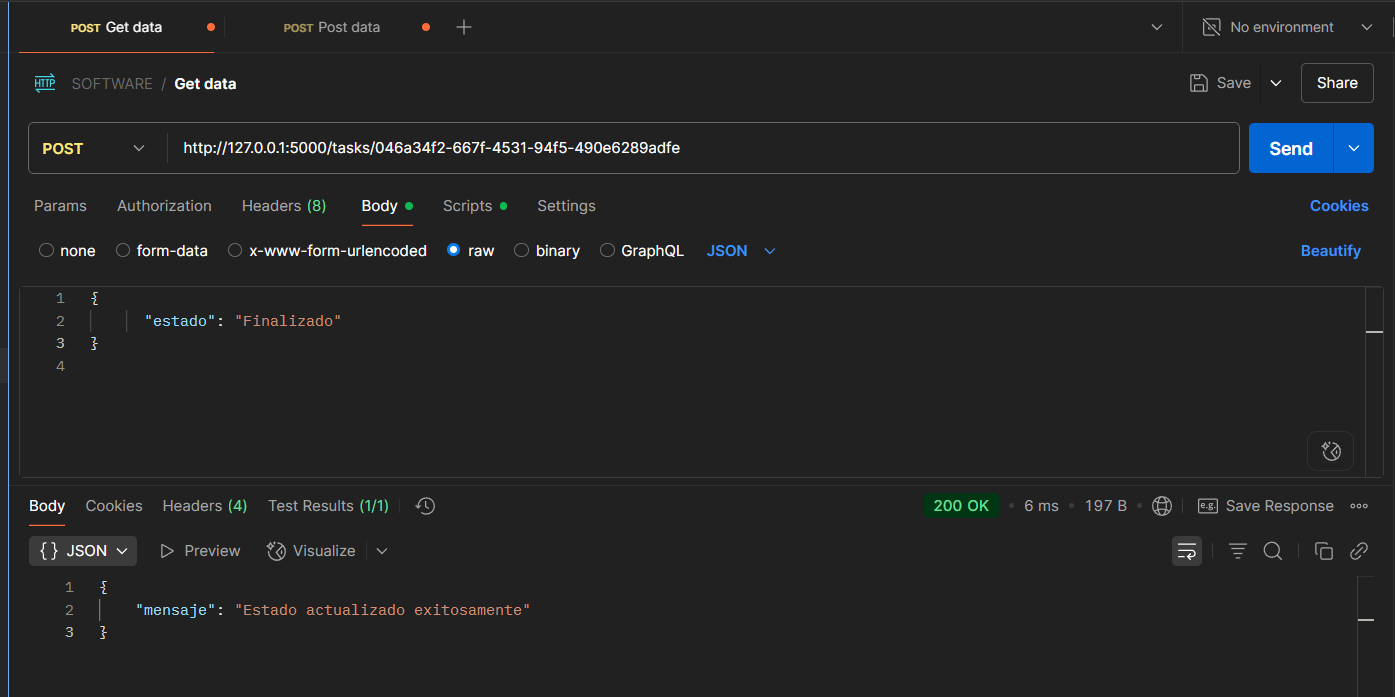 POST Get data POST Post data No environment
HTTP SOFTWARE / Get data Save Share
POST http://127.0.0.1:5000/tasks/046a34f2-667f-4531-94f5-490e6289adfe Send
Params Authorization Headers (8) Body Scripts Settings Cookies
none form-data x-www-form-urlencoded raw binary GraphQL JSON Beautify
1 {
2 "estado": "Finalizado"
3 }
4
Body Cookies Headers (4) Test Results (1/1) 200 OK • 6 ms • 197 B • e.g. Save Response
{} JSON Preview Visualize
1 {
2 "mensaje": "Estado actualizado exitosamente"
3 }